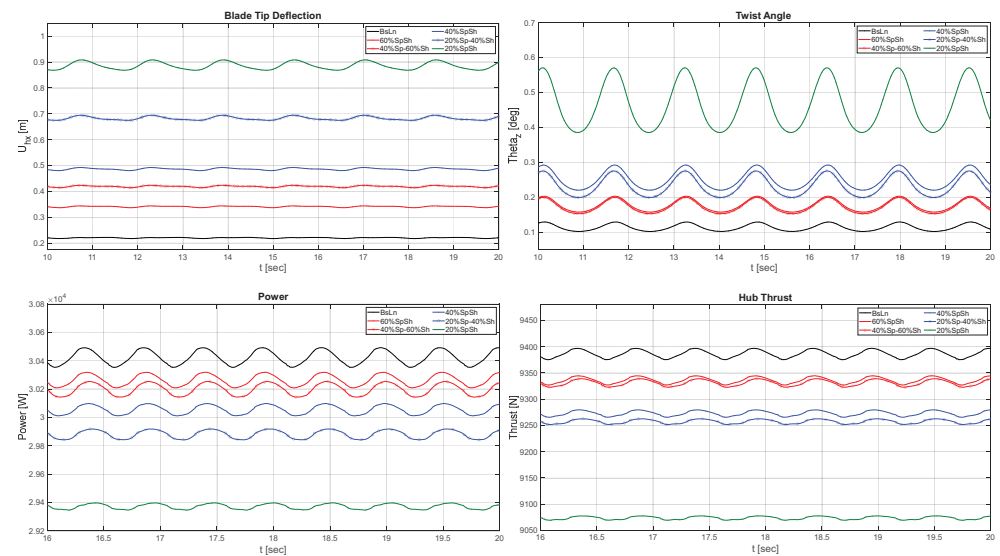 Blade Tip Deflection
BsLn 40%SpSh
60%SpSh 20%Sp-40%Sh
40%Sp-60%Sh 20%SpSh
1
0.9
0.8
0.7
0.6
0.5
0.4
0.3
0.2
U_hx [m]
10 11 12 13 14 15 16 17 18 19 20
t [sec]
Twist Angle
BsLn 40%SpSh
60%SpSh 20%Sp-40%Sh
40%Sp-60%Sh 20%SpSh
0.7
0.6
0.5
0.4
0.3
0.2
0.1
Theta_z [deg]
10 11 12 13 14 15 16 17 18 19 20
t [sec]
Power
×10^4
BsLn 40%SpSh
60%SpSh 20%Sp-40%Sh
40%Sp-60%Sh 20%SpSh
3.08
3.06
3.04
3.02
3
2.98
2.96
2.94
2.92
Power [W]
16 16.5 17 17.5 18 18.5 19 19.5 20
t [sec]
Hub Thrust
BsLn 40%SpSh
60%SpSh 20%Sp-40%Sh
40%Sp-60%Sh 20%SpSh
9450
9400
9350
9300
9250
9200
9150
9100
9050
Thrust [N]
16 16.5 17 17.5 18 18.5 19 19.5 20
t [sec]